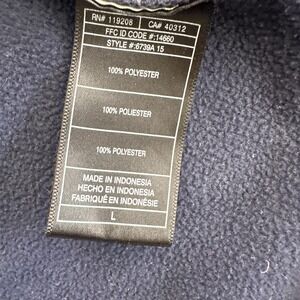 RN# 119208 CA# 40312
FFC ID CODE #:14660
STYLE #:6739A 15
100% POLYESTER
100% POLIESTER
100% POLYESTER
MADE IN INDONESIA
HECHO EN INDONESIA
FABRIQUÉ EN INDONÉSIE
L